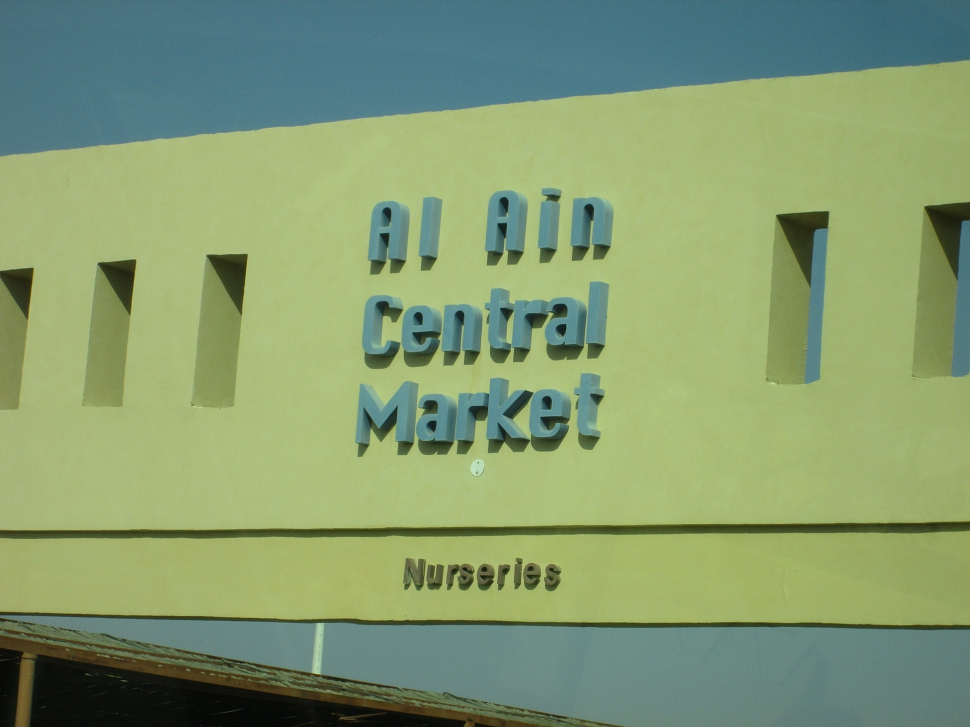 Al Ain
Central
Market
Nurseries